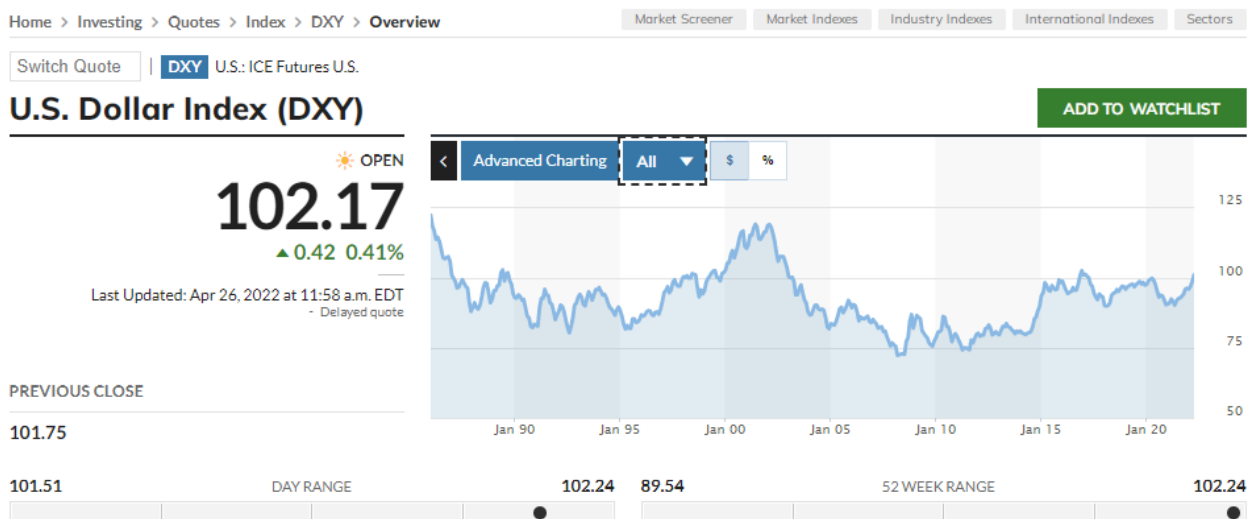 Home > Investing > Quotes > Index > DXY > Overview
Market Screener Market Indexes Industry Indexes International Indexes Sectors
Switch Quote | DXY U.S.: ICE Futures U.S.
U.S. Dollar Index (DXY)
ADD TO WATCHLIST
OPEN
102.17
0.42 0.41%
Last Updated: Apr 26, 2022 at 11:58 a.m. EDT
- Delayed quote
PREVIOUS CLOSE
101.75
< Advanced Charting All $ %
125
100
75
50
Jan 90 Jan 95 Jan 00 Jan 05 Jan 10 Jan 15 Jan 20
101.51 DAY RANGE 102.24
89.54 52 WEEK RANGE 102.24